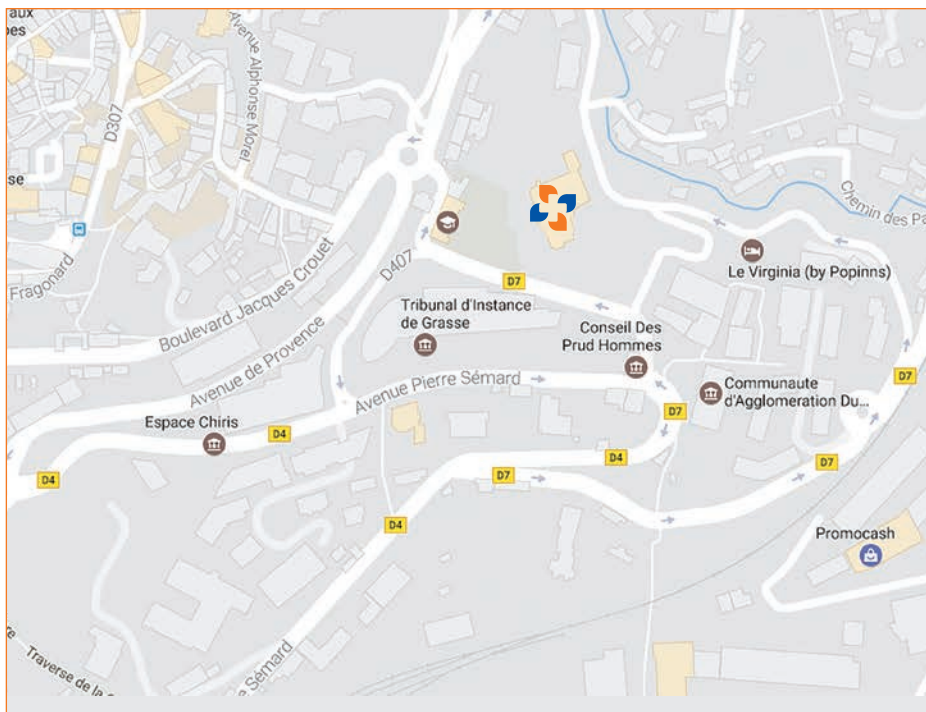 aux
Avenue Alphonse Morel
D307
Chemin des
Fragonard
D407
D7
Le Virginia (by Popinns)
Boulevard Jacques Crouet
Tribunal d'Instance
de Grasse
Conseil Des
Prud Hommes
Avenue de Provence
Avenue Pierre Sémard
D7
Communaute
d'Agglomeration Du...
D7
Espace Chiris
D4
D4
D7
D7
D4
D4
Promocash
Traverse de la
Sémard